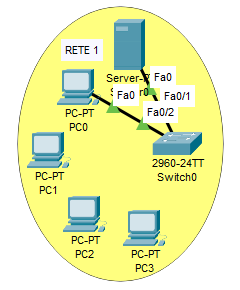 RETE 1
Server-P
Fa0
Fa0
Fa0/1
Fa0/2
PC-PT
PC0
2960-24TT
Switch0
PC-PT
PC1
PC-PT
PC2
PC-PT
PC3